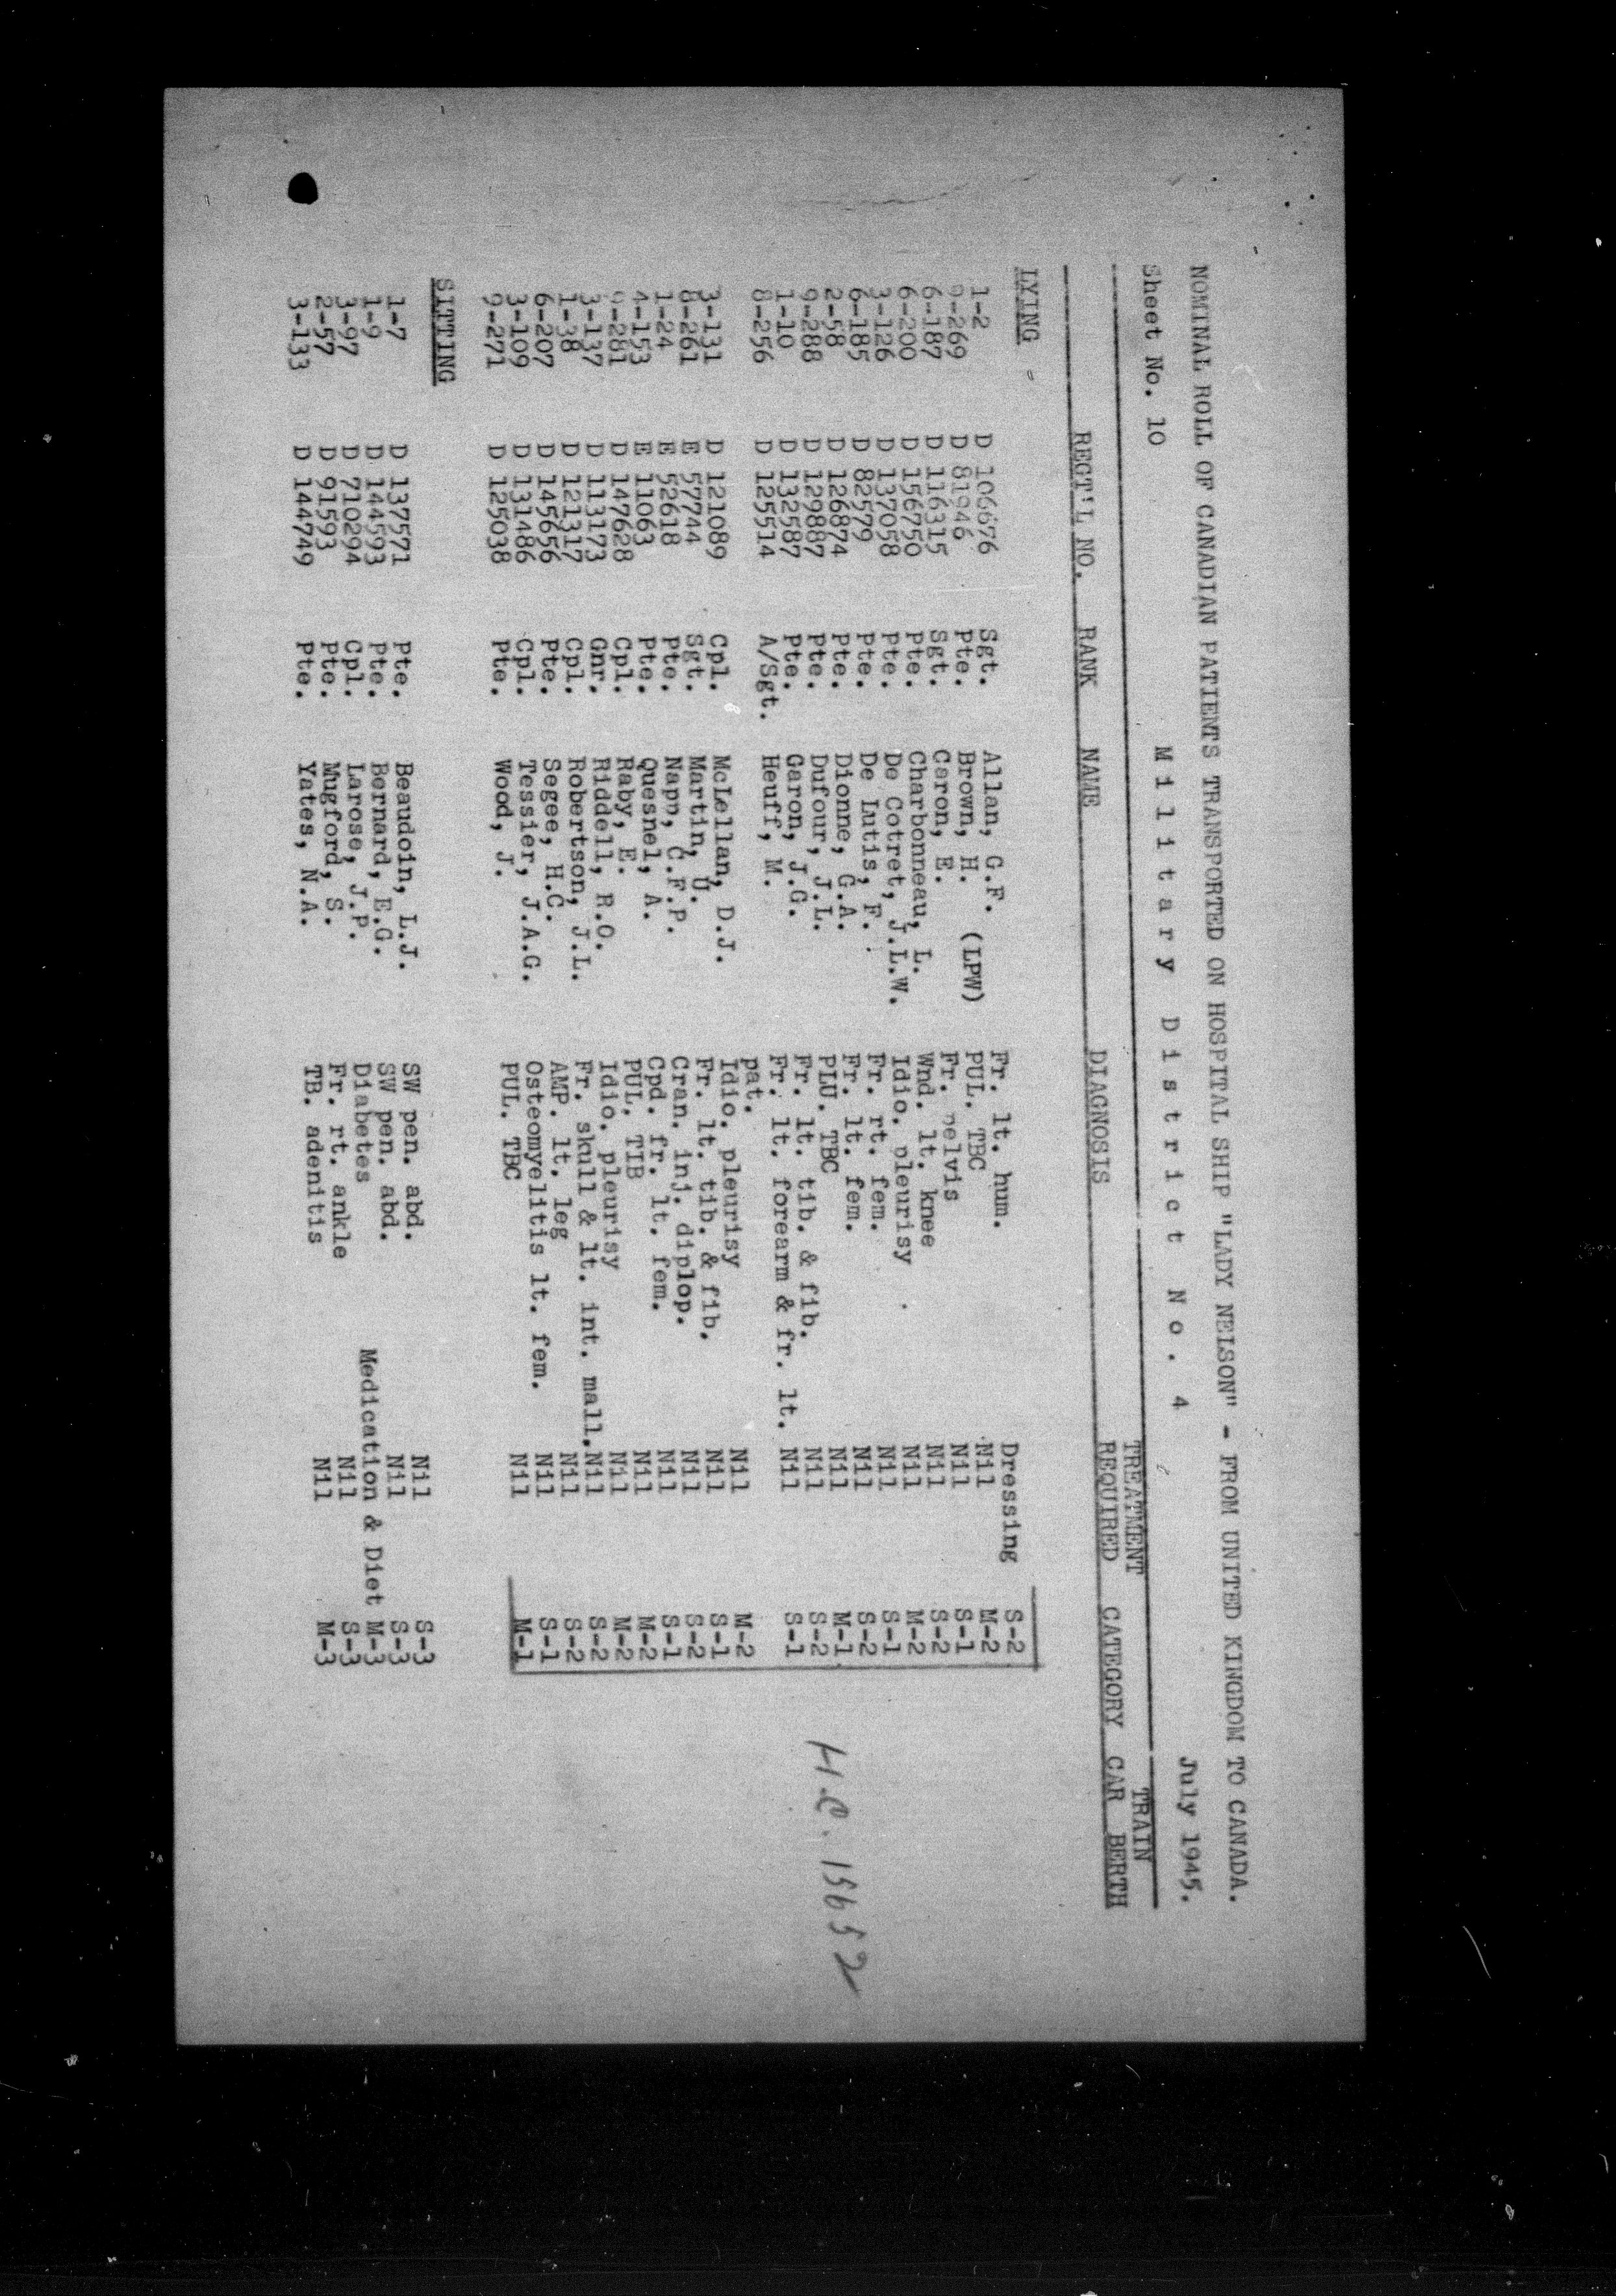 NOMINAL ROLL OF CANADIAN PATIENTS TRANSPORTED ON HOSPITAL SHIP "LADY NELSON" - FROM UNITED KINGDOM TO CANADA.
Sheet No. 10 Military District No. 4 July 1945.
TREATMENT TRAIN
REGT'L NO. RANK NAME DIAGNOSIS REQUIRED CATEGORY CAR BERTH
LYING
1-2 D 106676 Sgt. Allan, G.F. Fr. lt. hum. Dressing S-2
9-269 D 81946 Pte. Brown, H. (LPW) PUL. TBC Nil M-2
6-187 D 116315 Sgt. Caron, E. Fr. pelvis Nil S-1
6-200 D 156750 Pte. Charbonneau, L. Wnd. lt. knee Nil S-2
3-126 D 137058 Pte. De Cotret, J.L.W. Idio. pleurisy Nil M-2
6-185 D 82579 Pte. De Lutis, F. Fr. rt. fem. Nil S-1
2-58 D 126874 Pte. Dionne, G.A. Fr. lt. fem. Nil S-2
9-288 D 129887 Pte. Dufour, J.L. PLU. TBC Nil M-1
1-10 D 132587 Pte. Garon, J.G. Fr. lt. tib. & fib. Nil S-2
8-256 D 125514 A/Sgt. Heuff, M. Fr. lt. forearm & fr. lt. Nil S-1
pat.
3-131 D 121089 Cpl. McLellan, D.J. Idio. pleurisy Nil M-2
8-261 E 57744 Sgt. Martin, U. Fr. lt. tib. & fib. Nil S-1
1-24 E 52618 Pte. Napp, C.F.P. Cran. inj. diplop. Nil S-2
4-153 E 11063 Pte. Quesnel, A. Cpd. fr. lt. fem. Nil S-1
9-281 D 147628 Cpl. Raby, E. PUL. TIB Nil M-2
3-137 D 113173 Gnr. Riddell, R.O. Idio. pleurisy Nil M-2
1-38 D 121317 Cpl. Robertson, J.L. Fr. skull & lt. int. mall. Nil S-2
6-207 D 145656 Pte. Segee, H.C. AMP. lt. leg Nil S-2
3-109 D 131486 Cpl. Tessier, J.A.G. Osteomyelitis lt. fem. Nil S-1
9-271 D 125038 Pte. Wood, J. PUL. TBC Nil M-1
SITTING
1-7 D 137571 Pte. Beaudoin, L.J. SW pen. abd. Nil S-3
1-9 D 144593 Pte. Bernard, E.G. SW pen. abd. Nil S-3
3-97 D 710294 Cpl. Larose, J.P. Diabetes Medication & Diet M-3
2-57 D 91593 Pte. Mugford, S. Fr. rt. ankle Nil S-3
3-133 D 144749 Pte. Yates, N.A. TB. adenitis Nil M-3
H.C. 15652